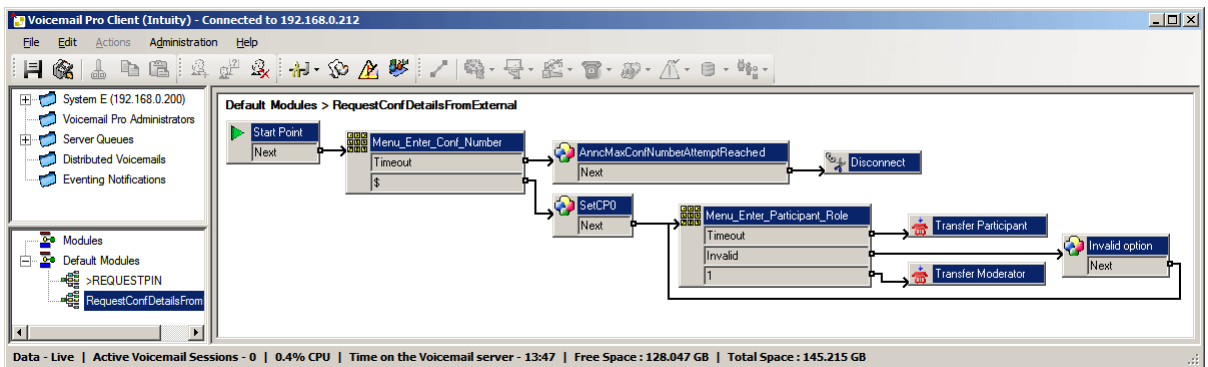 Voicemail Pro Client (Intuity) - Connected to 192.168.0.212
File Edit Actions Administration Help
System E (192.168.0.200)
Voicemail Pro Administrators
Server Queues
Distributed Voicemails
Eventing Notifications
Modules
Default Modules
>REQUESTPIN
RequestConfDetailsFrom
Default Modules > RequestConfDetailsFromExternal
Start Point
Next
Menu_Enter_Conf_Number
Timeout
$
AnncMaxConfNumberAttemptReached
Next
Disconnect
SetCP0
Next
Menu_Enter_Participant_Role
Timeout
Invalid
1
Transfer Participant
Transfer Moderator
Invalid option
Next
Data - Live | Active Voicemail Sessions - 0 | 0.4% CPU | Time on the Voicemail server - 13:47 | Free Space : 128.047 GB | Total Space : 145.215 GB